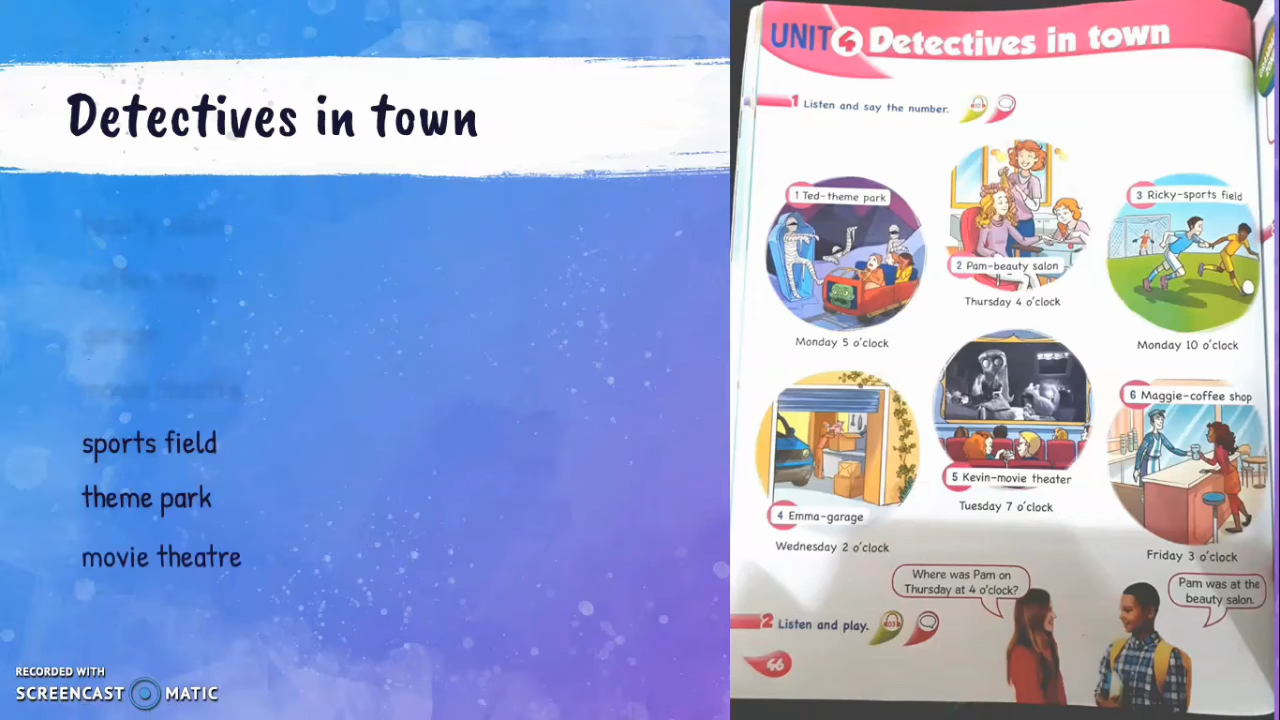 Detectives in town
sports field
theme park
movie theatre
RECORDED WITH
SCREENCAST MATIC
UNIT 4 Detectives in town
1 Listen and say the number.
1 Ted-theme park
Monday 5 o'clock
2 Pam-beauty salon
Thursday 4 o'clock
3 Ricky-sports field
Monday 10 o'clock
4 Emma-garage
Wednesday 2 o'clock
5 Kevin-movie theater
Tuesday 7 o'clock
6 Maggie-coffee shop
Friday 3 o'clock
Where was Pam on
Thursday at 4 o'clock?
Pam was at the
beauty salon.
2 Listen and play.
46